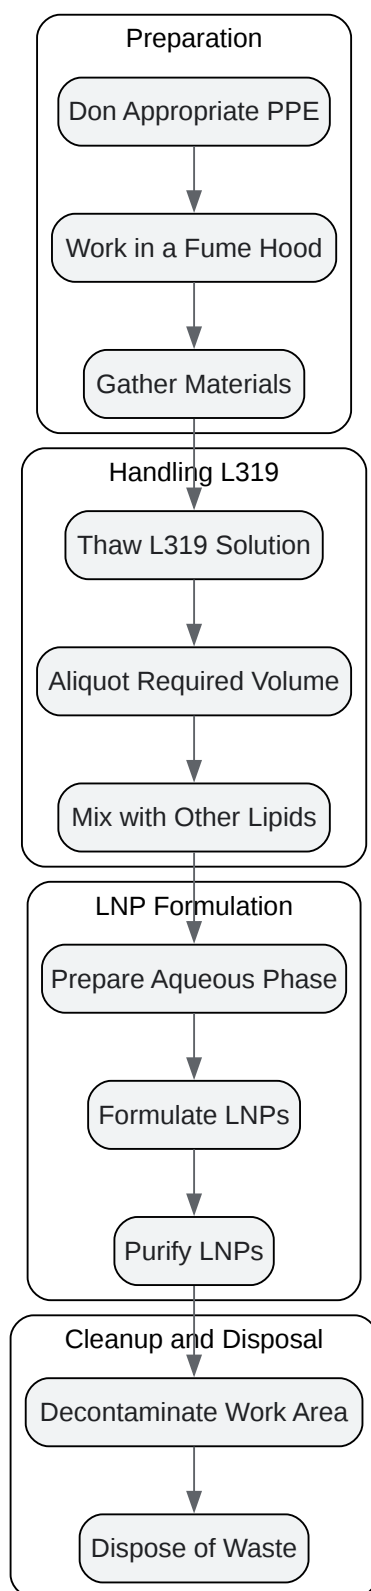 Preparation
Don Appropriate PPE
Work in a Fume Hood
Gather Materials
Handling L319
Thaw L319 Solution
Aliquot Required Volume
Mix with Other Lipids
LNP Formulation
Prepare Aqueous Phase
Formulate LNPs
Purify LNPs
Cleanup and Disposal
Decontaminate Work Area
Dispose of Waste